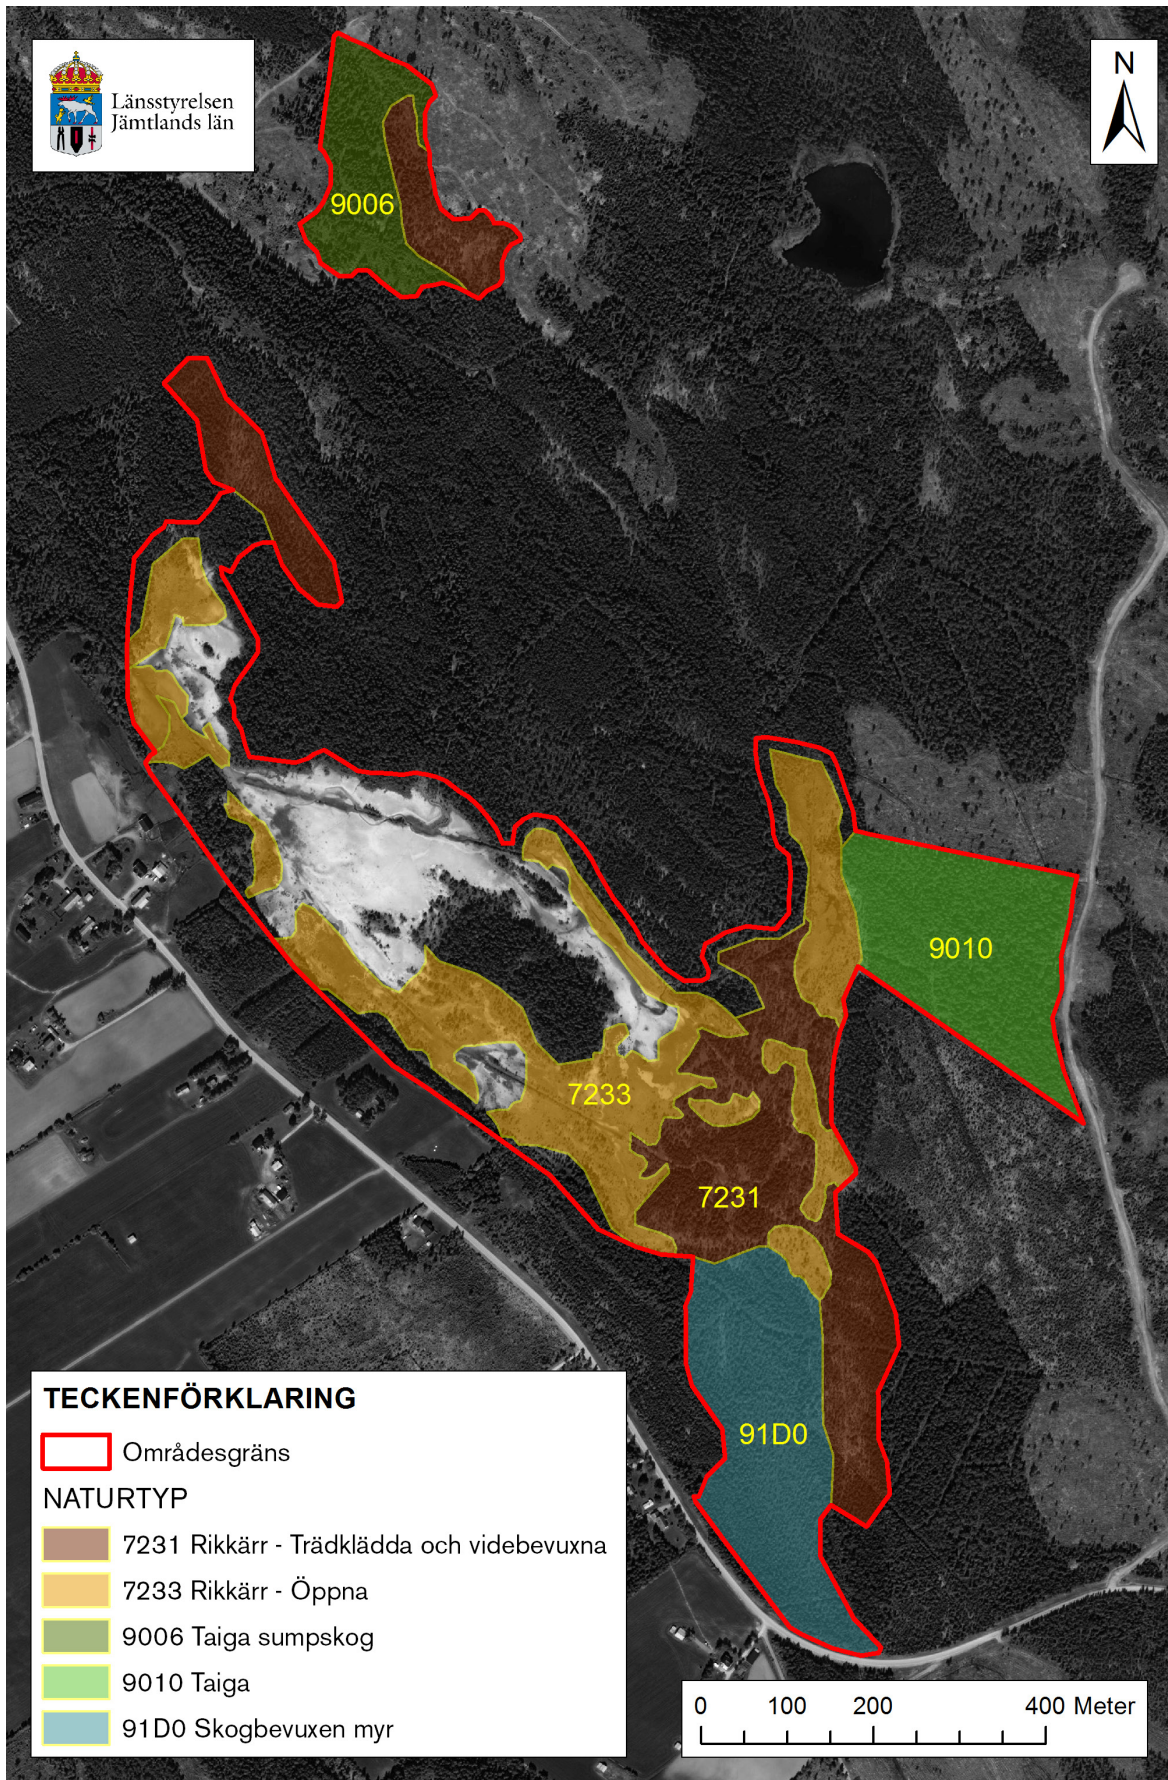 Länsstyrelsen
Jämtlands län
N
9006
9010
7233
7231
91D0
TECKENFÖRKLARING
Områdesgräns
NATURTYP
7231 Rikkärr - Trädklädda och videbevuxna
7233 Rikkärr - Öppna
9006 Taiga sumpskog
9010 Taiga
91D0 Skogbevuxen myr
0 100 200 400 Meter